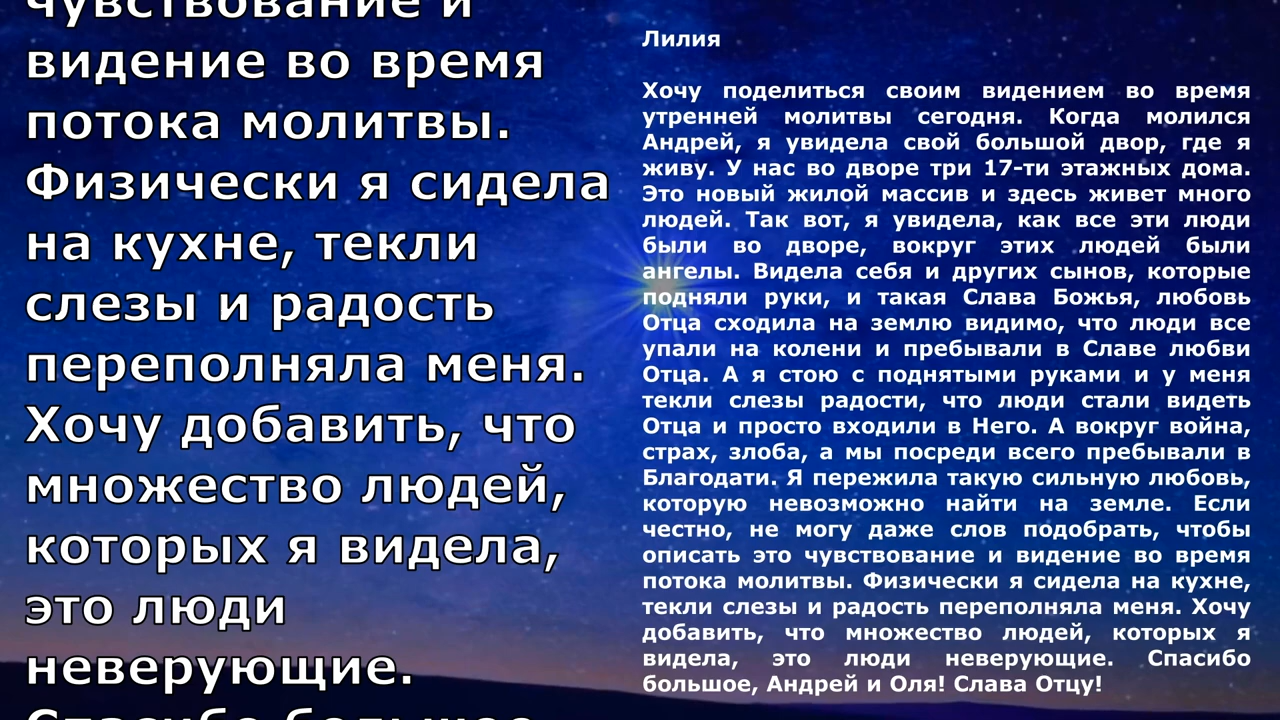 чувствование и
видение во время
потока молитвы.
Физически я сидела
на кухне, текли
слезы и радость
переполняла меня.
Хочу добавить, что
множество людей,
которых я видела,
это люди
неверующие.
Спасибо большое
Лилия
Хочу поделиться своим видением во время
утренней молитвы сегодня. Когда молился
Андрей, я увидела свой большой двор, где я
живу. У нас во дворе три 17-ти этажных дома.
Это новый жилой массив и здесь живет много
людей. Так вот, я увидела, как все эти люди
были во дворе, вокруг этих людей были
ангелы. Видела себя и других сынов, которые
подняли руки, и такая Слава Божья, любовь
Отца сходила на землю видимо, что люди все
упали на колени и пребывали в Славе любви
Отца. А я стою с поднятыми руками и у меня
текли слезы радости, что люди стали видеть
Отца и просто входили в Него. А вокруг война,
страх, злоба, а мы посреди всего пребывали в
Благодати. Я пережила такую сильную любовь,
которую невозможно найти на земле. Если
честно, не могу даже слов подобрать, чтобы
описать это чувствование и видение во время
потока молитвы. Физически я сидела на кухне,
текли слезы и радость переполняла меня. Хочу
добавить, что множество людей, которых я
видела, это люди неверующие. Спасибо
большое, Андрей и Оля! Слава Отцу!